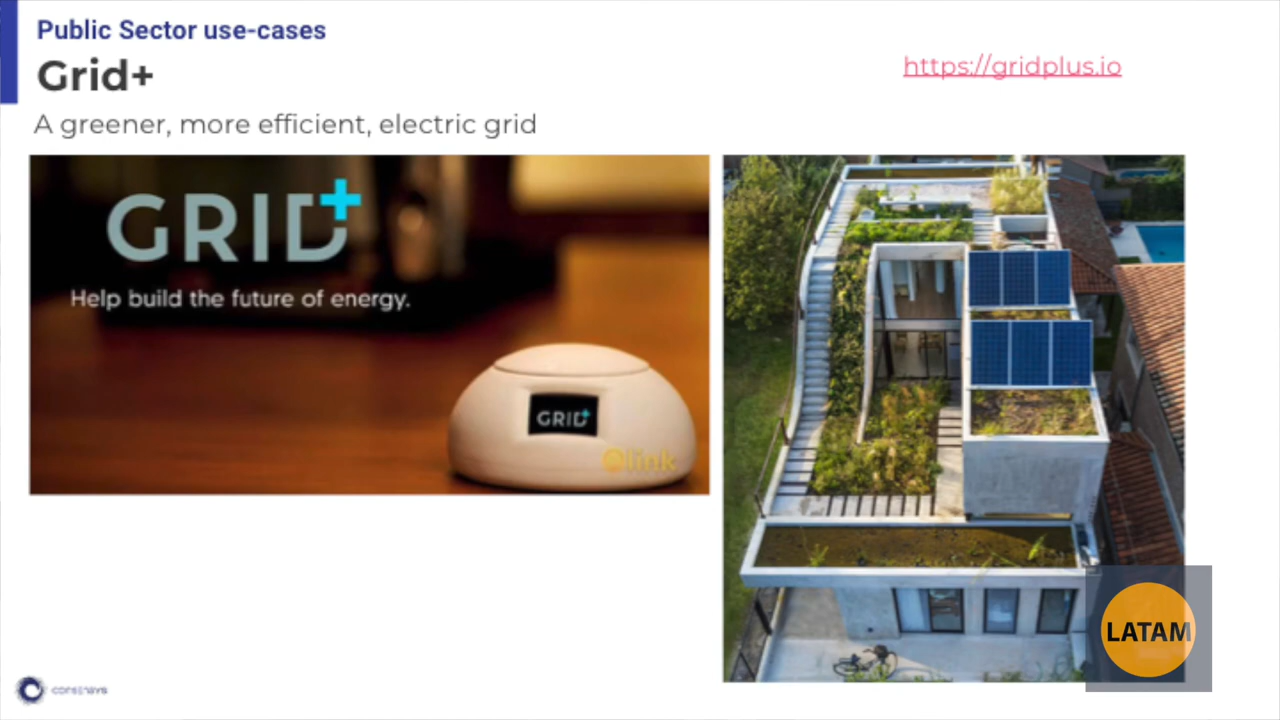 Public Sector use-cases
Grid+
https://gridplus.io
A greener, more efficient, electric grid
GRID+
Help build the future of energy.
GRID+
link
LATAM